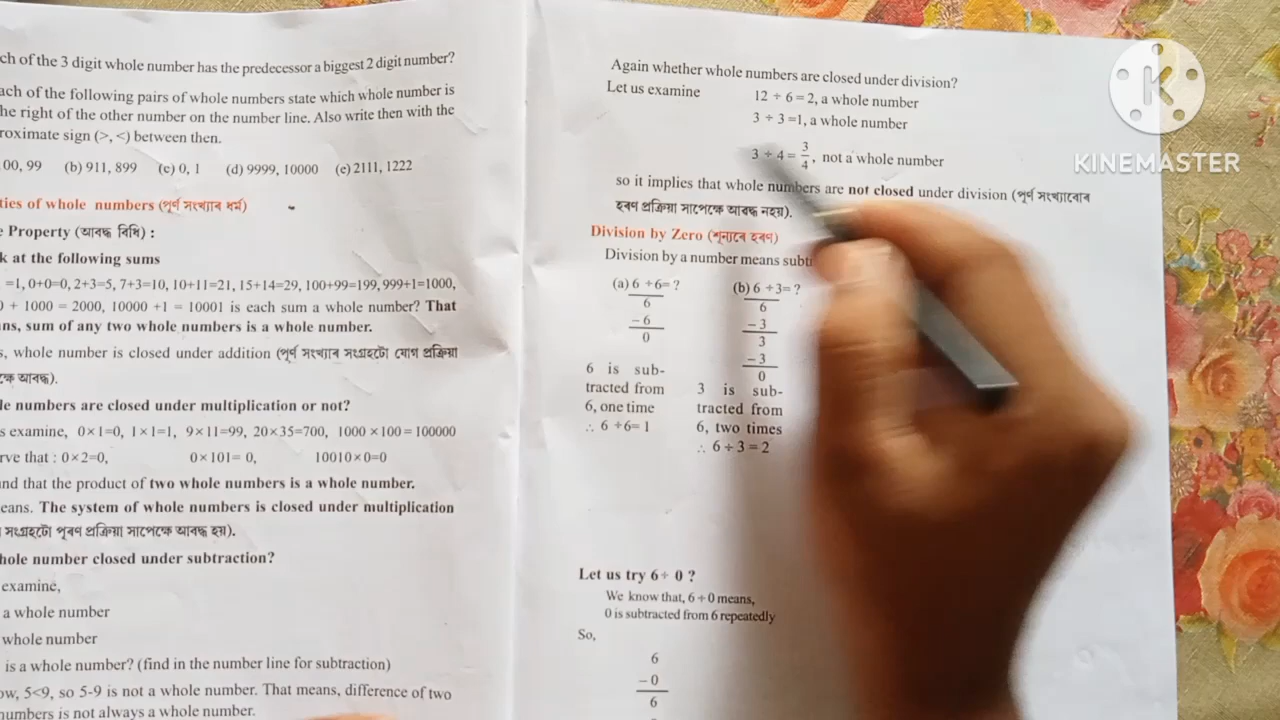 ch of the 3 digit whole number has the predecessor a biggest 2 digit number?
ach of the following pairs of whole numbers state which whole number is
he right of the other number on the number line. Also write then with the
roximate sign (>, <) between then.
00, 99 (b) 911, 899 (c) 0, 1 (d) 9999, 10000 (e) 2111, 1222
ties of whole numbers (পূৰ্ণ সংখ্যাৰ ধৰ্ম)
e Property (আবদ্ধ বিধি) :
k at the following sums
=1, 0+0=0, 2+3=5, 7+3=10, 10+11=21, 15+14=29, 100+99=199, 999+1=1000,
0 + 1000 = 2000, 10000 +1 = 10001 is each sum a whole number? That
ns, sum of any two whole numbers is a whole number.
s, whole number is closed under addition (পূৰ্ণ সংখ্যাৰ সংগ্ৰহটো যোগ প্ৰক্ৰিয়া
ক্ষে আবদ্ধ).
le numbers are closed under multiplication or not?
s examine, 0×1=0, 1×1=1, 9×11=99, 20×35=700, 1000 ×100 = 100000
rve that : 0×2=0, 0×101= 0, 10010×0=0
nd that the product of two whole numbers is a whole number.
eans. The system of whole numbers is closed under multiplication
সংগ্ৰহটো পূৰণ প্ৰক্ৰিয়া সাপেক্ষে আবদ্ধ হয়).
hole number closed under subtraction?
examine,
a whole number
whole number
is a whole number? (find in the number line for subtraction)
ow, 5<9, so 5-9 is not a whole number. That means, difference of two
numbers is not always a whole number.
Again whether whole numbers are closed under division?
Let us examine 12 ÷ 6 = 2, a whole number
3 ÷ 3 =1, a whole number
3 ÷ 4 = 3/4, not a whole number
so it implies that whole numbers are not closed under division (পূৰ্ণ সংখ্যাবোৰ
হৰণ প্ৰক্ৰিয়া সাপেক্ষে আবদ্ধ নহয়).
Division by Zero (শূন্যৰে হৰণ)
Division by a number means subt
(a) 6 ÷6= ?
6
−6
0
6 is sub-
tracted from
6, one time
∴ 6 ÷6= 1
(b) 6 ÷3= ?
6
−3
3
−3
0
3 is sub-
tracted from
6, two times
∴ 6 ÷ 3 = 2
Let us try 6÷ 0 ?
We know that, 6 ÷0 means,
0 is subtracted from 6 repeatedly
So,
6
−0
6
K
KINEMASTER